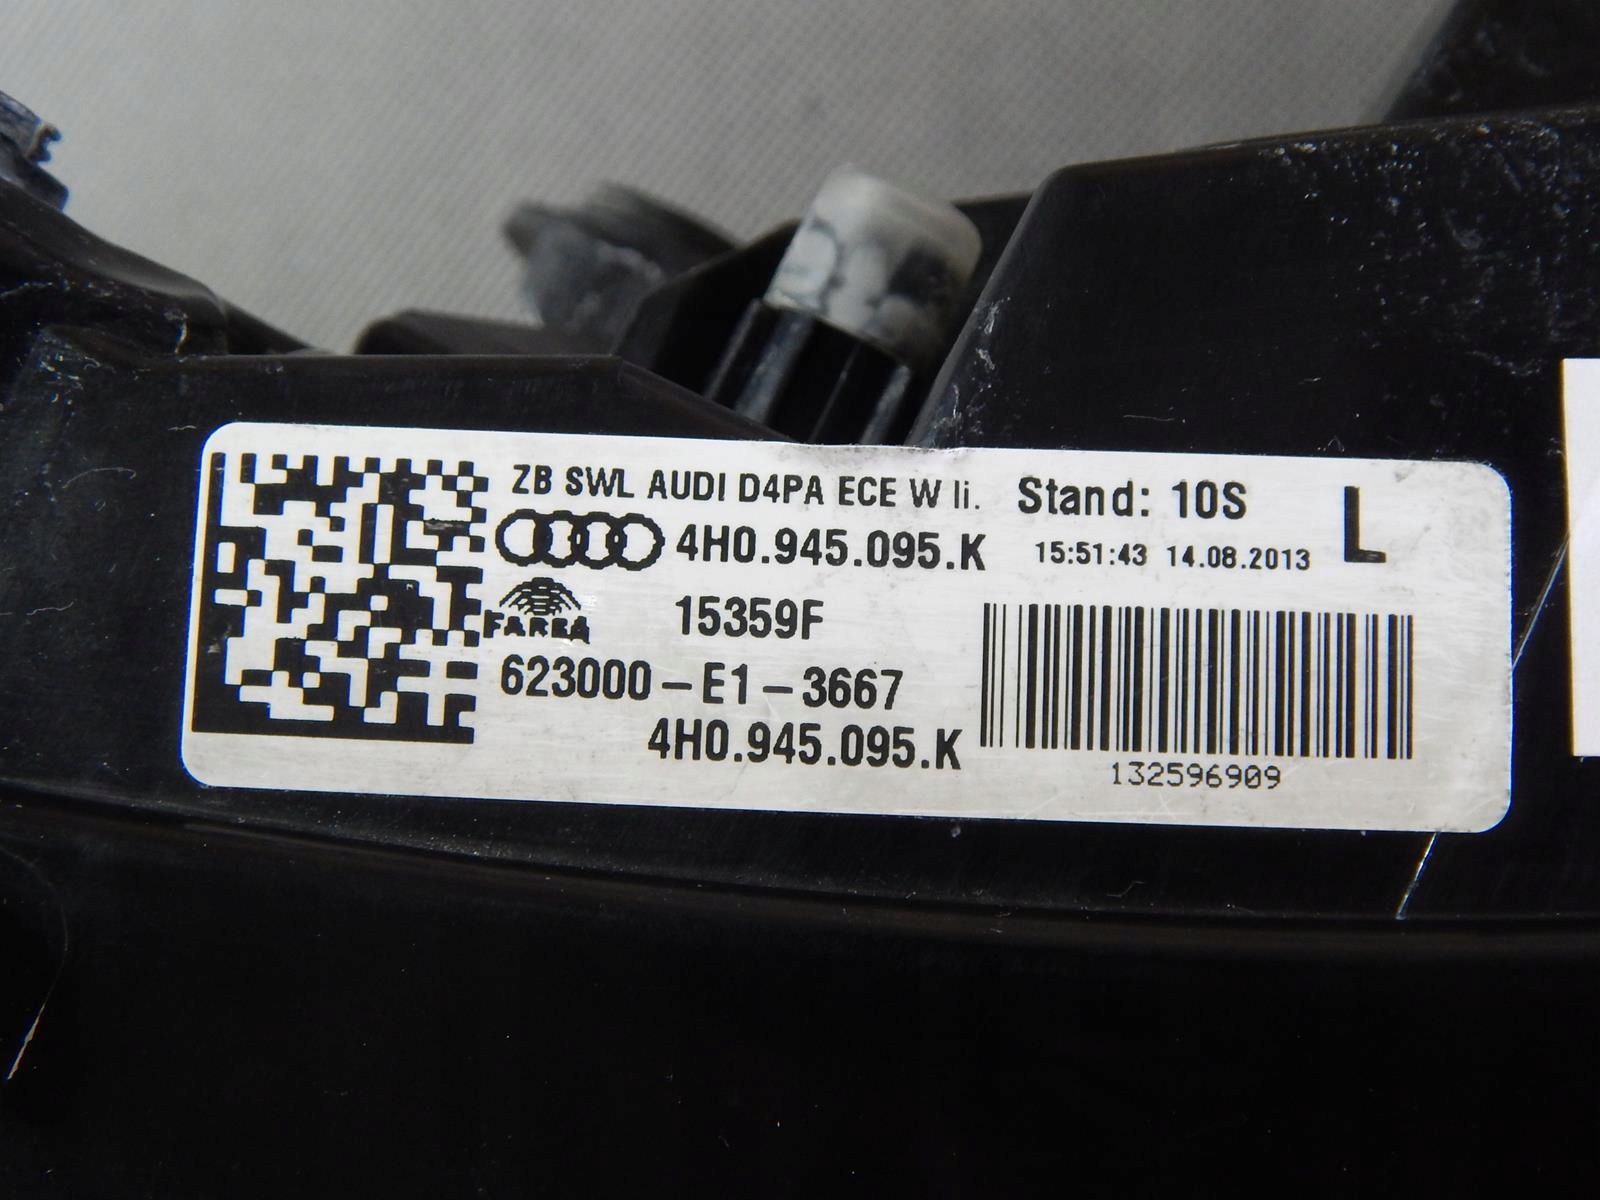 ZB SWL AUDI D4PA ECE W li. Stand: 10S L
4H0.945.095.K 15:51:43 14.08.2013
FARBA
15359F
623000-E1-3667
4H0.945.095.K
132596909